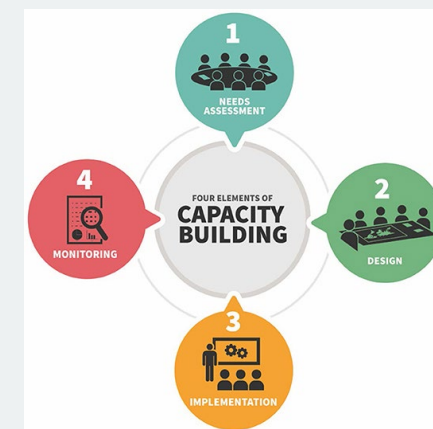 1
NEEDS
ASSESSMENT
4
MONITORING
FOUR ELEMENTS OF
CAPACITY
BUILDING
2
DESIGN
3
IMPLEMENTATION